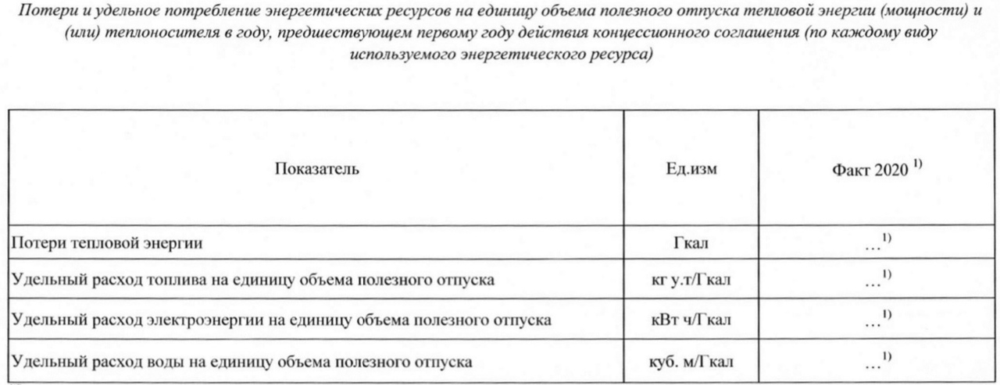 Потери и удельное потребление энергетических ресурсов на единицу объема полезного отпуска тепловой энергии (мощности) и
(или) теплоносителя в году, предшествующем первому году действия концессионного соглашения (по каждому виду
используемого энергетического ресурса)
Показатель Ед.изм Факт 2020 1)
Потери тепловой энергии Гкал …1)
Удельный расход топлива на единицу объема полезного отпуска кг у.т/Гкал …1)
Удельный расход электроэнергии на единицу объема полезного отпуска кВт ч/Гкал …1)
Удельный расход воды на единицу объема полезного отпуска куб. м/Гкал …1)